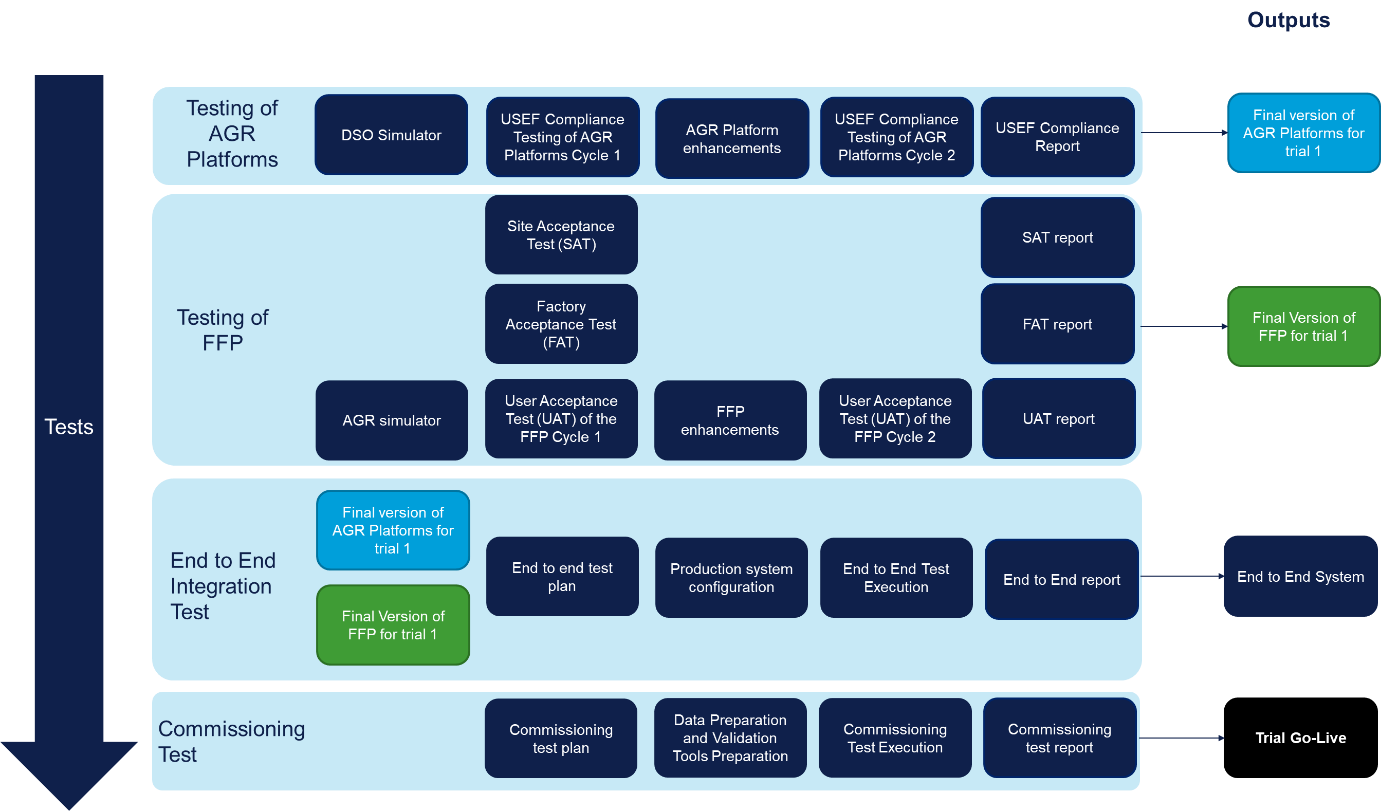 Outputs
Tests
Testing of
AGR
Platforms
DSO Simulator
USEF Compliance
Testing of AGR
Platforms Cycle 1
AGR Platform
enhancements
USEF Compliance
Testing of AGR
Platforms Cycle 2
USEF Compliance
Report
Final version of
AGR Platforms for
trial 1
Testing of
FFP
Site Acceptance
Test (SAT)
SAT report
Factory
Acceptance Test
(FAT)
FAT report
Final Version of
FFP for trial 1
AGR simulator
User Acceptance
Test (UAT) of the
FFP Cycle 1
FFP
enhancements
User Acceptance
Test (UAT) of the
FFP Cycle 2
UAT report
End to End
Integration
Test
Final version of
AGR Platforms for
trial 1
Final Version of
FFP for trial 1
End to end test
plan
Production system
configuration
End to End Test
Execution
End to End report
End to End System
Commissioning
Test
Commissioning
test plan
Data Preparation
and Validation
Tools Preparation
Commissioning
Test Execution
Commissioning
test report
Trial Go-Live